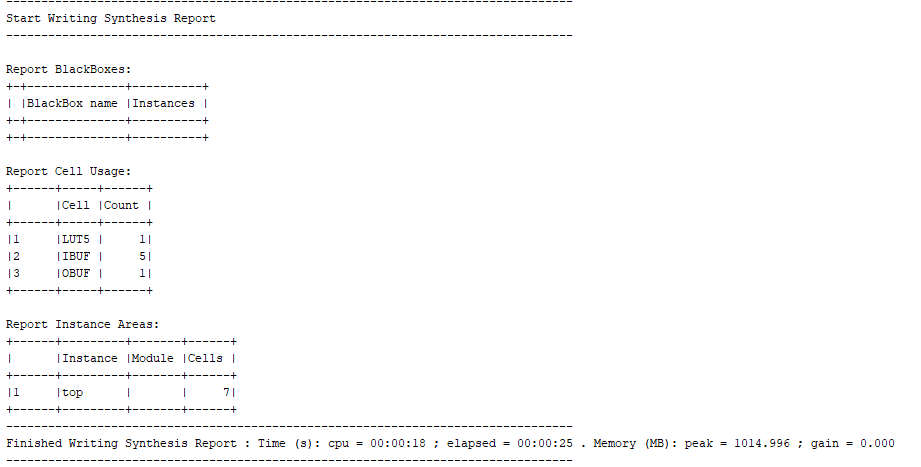 ---------------------------------------------------------------------------------
Start Writing Synthesis Report
---------------------------------------------------------------------------------
Report BlackBoxes:
+-+--------------+----------+
| |BlackBox name |Instances |
+-+--------------+----------+
+-+--------------+----------+
Report Cell Usage:
+------+-----+------+
|      |Cell |Count |
+------+-----+------+
|1     |LUT5 |     1|
|2     |IBUF |     5|
|3     |OBUF |     1|
+------+-----+------+
Report Instance Areas:
+------+---------+-------+------+
|      |Instance |Module |Cells |
+------+---------+-------+------+
|1     |top      |       |     7|
+------+---------+-------+------+
---------------------------------------------------------------------------------
Finished Writing Synthesis Report : Time (s): cpu = 00:00:18 ; elapsed = 00:00:25 . Memory (MB): peak = 1014.996 ; gain = 0.000
---------------------------------------------------------------------------------